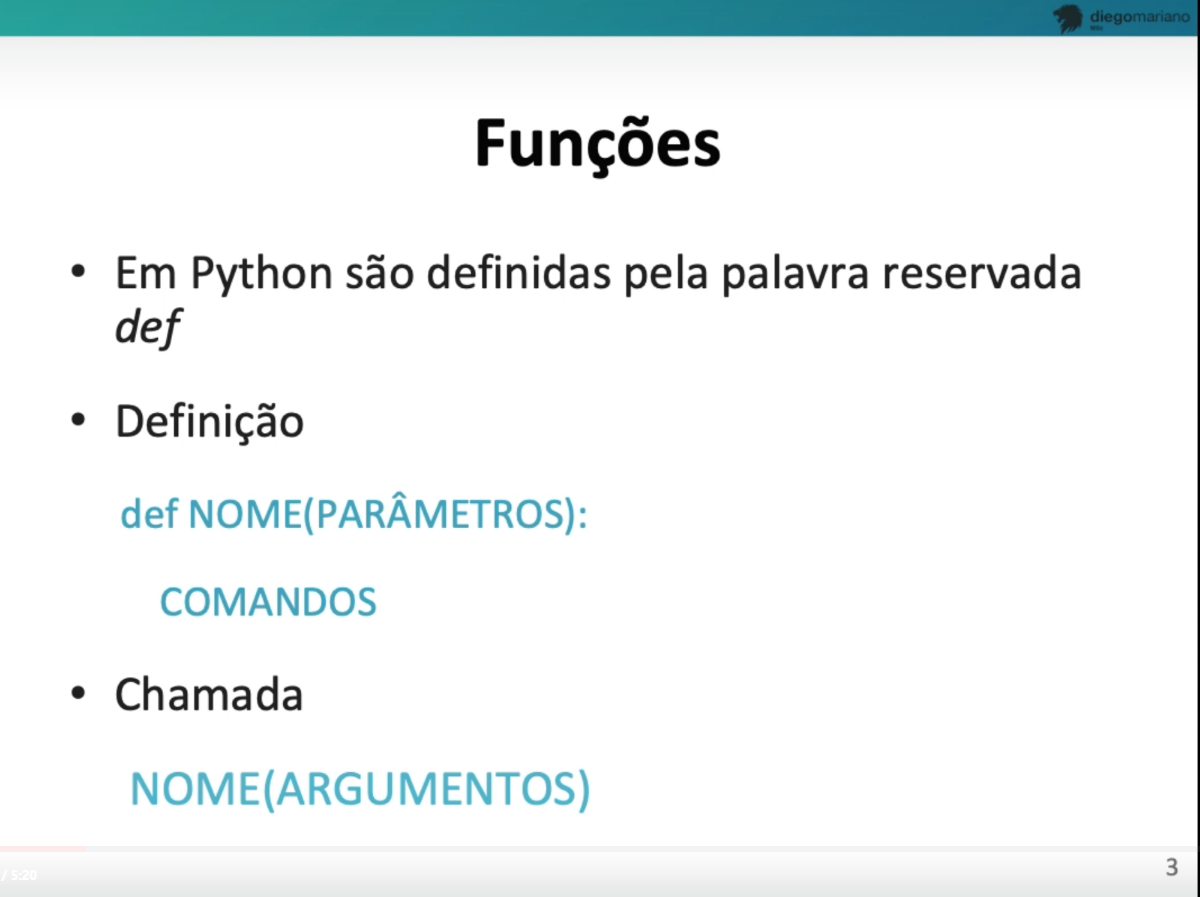 diegomariano
Funções
• Em Python são definidas pela palavra reservada
def
• Definição
def NOME(PARÂMETROS):
COMANDOS
• Chamada
NOME(ARGUMENTOS)
3
/ 5:20